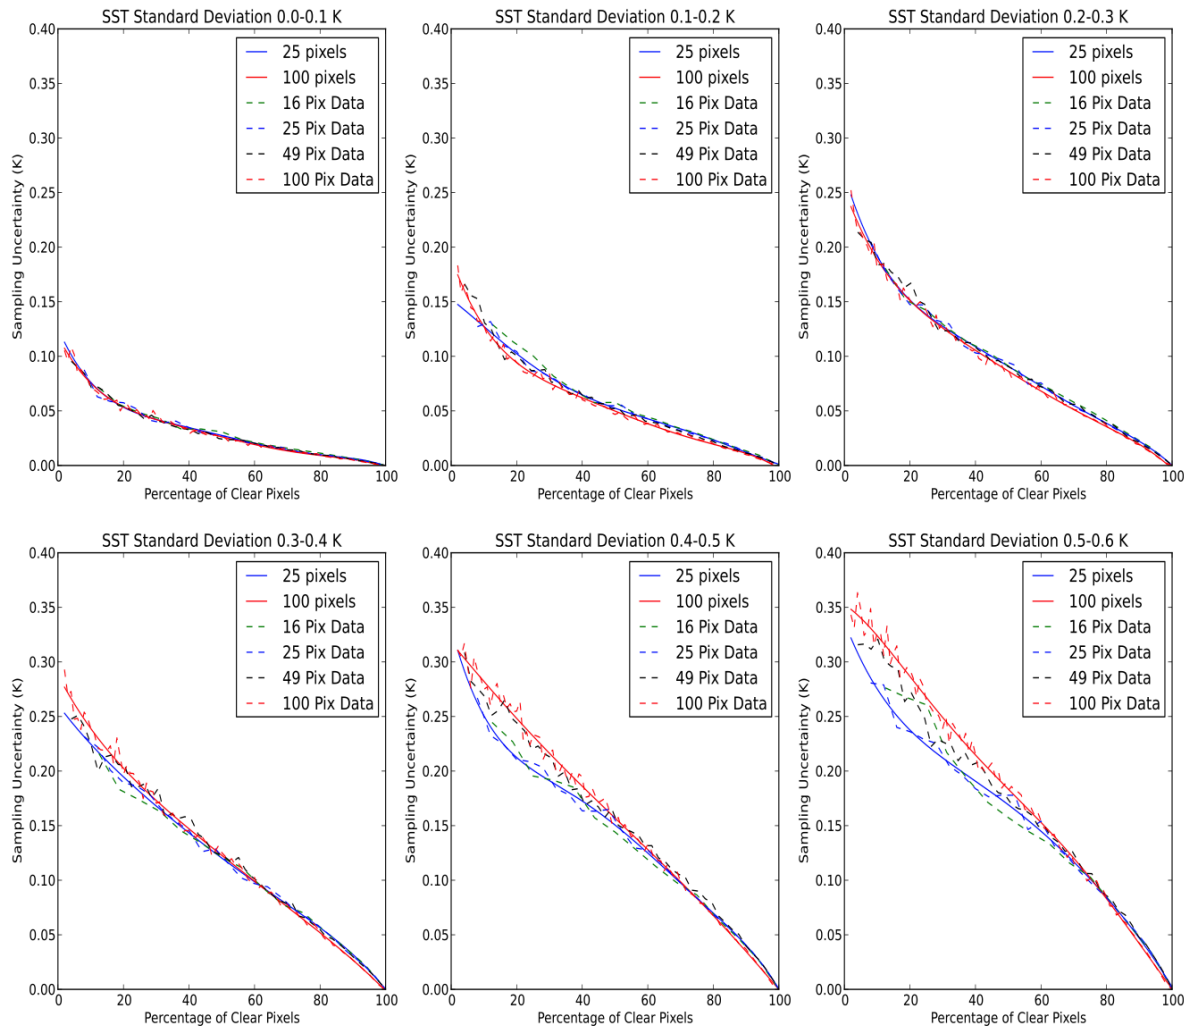 SST Standard Deviation 0.0-0.1 K
0.40
0.35
0.30
0.25
0.20
0.15
0.10
0.05
0.00
Sampling Uncertainty (K)
25 pixels
100 pixels
16 Pix Data
25 Pix Data
49 Pix Data
100 Pix Data
0 20 40 60 80 100
Percentage of Clear Pixels
SST Standard Deviation 0.1-0.2 K
0.40
0.35
0.30
0.25
0.20
0.15
0.10
0.05
0.00
Sampling Uncertainty (K)
25 pixels
100 pixels
16 Pix Data
25 Pix Data
49 Pix Data
100 Pix Data
0 20 40 60 80 100
Percentage of Clear Pixels
SST Standard Deviation 0.2-0.3 K
0.40
0.35
0.30
0.25
0.20
0.15
0.10
0.05
0.00
Sampling Uncertainty (K)
25 pixels
100 pixels
16 Pix Data
25 Pix Data
49 Pix Data
100 Pix Data
0 20 40 60 80 100
Percentage of Clear Pixels
SST Standard Deviation 0.3-0.4 K
0.40
0.35
0.30
0.25
0.20
0.15
0.10
0.05
0.00
Sampling Uncertainty (K)
25 pixels
100 pixels
16 Pix Data
25 Pix Data
49 Pix Data
100 Pix Data
0 20 40 60 80 100
Percentage of Clear Pixels
SST Standard Deviation 0.4-0.5 K
0.40
0.35
0.30
0.25
0.20
0.15
0.10
0.05
0.00
Sampling Uncertainty (K)
25 pixels
100 pixels
16 Pix Data
25 Pix Data
49 Pix Data
100 Pix Data
0 20 40 60 80 100
Percentage of Clear Pixels
SST Standard Deviation 0.5-0.6 K
0.40
0.35
0.30
0.25
0.20
0.15
0.10
0.05
0.00
Sampling Uncertainty (K)
25 pixels
100 pixels
16 Pix Data
25 Pix Data
49 Pix Data
100 Pix Data
0 20 40 60 80 100
Percentage of Clear Pixels